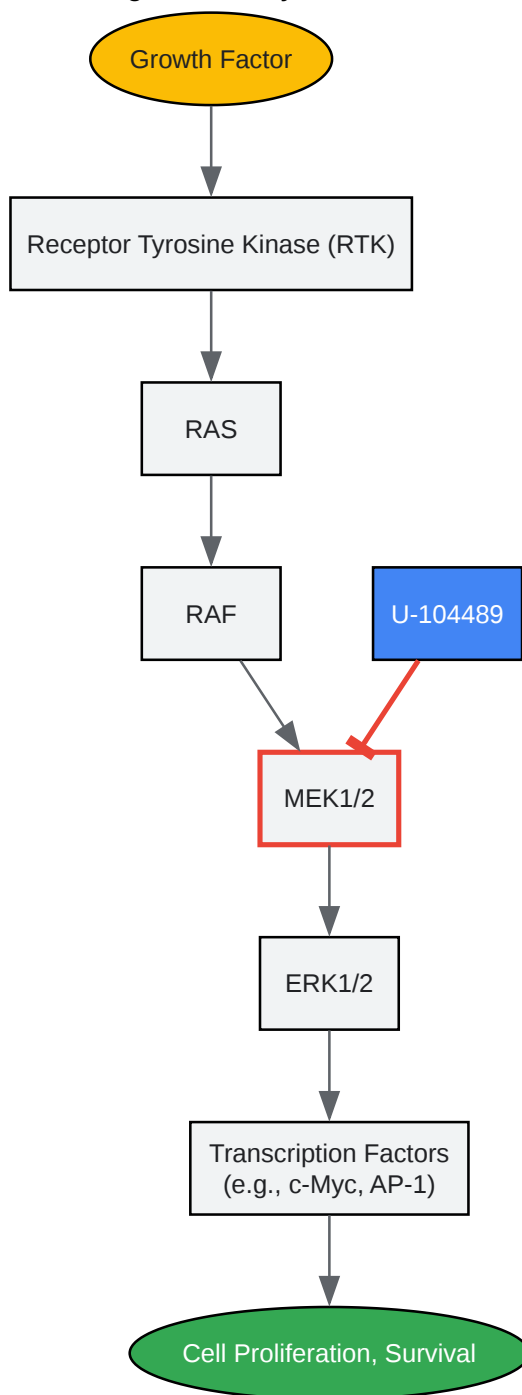 Growth Factor
Receptor Tyrosine Kinase (RTK)
RAS
RAF
U-104489
MEK1/2
ERK1/2
Transcription Factors
(e.g., c-Myc, AP-1)
Cell Proliferation, Survival